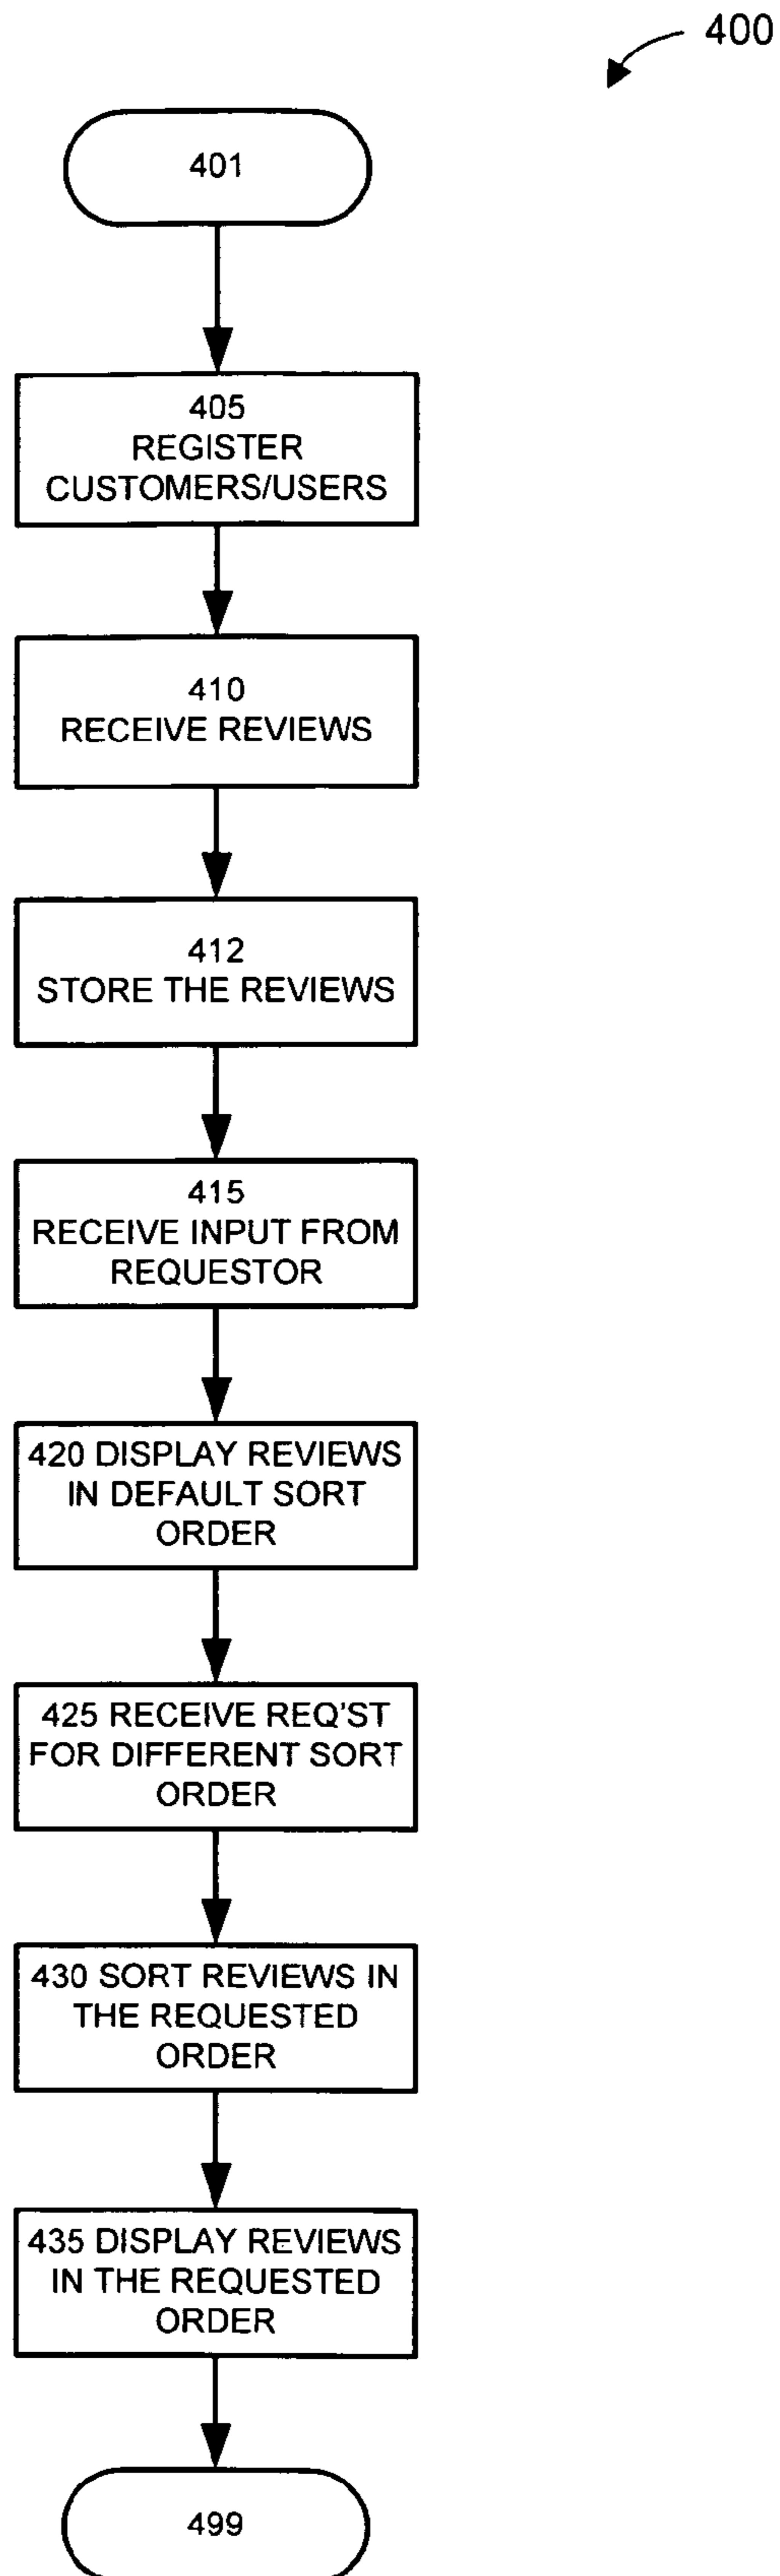 400
401
405
REGISTER
CUSTOMERS/USERS
410
RECEIVE REVIEWS
412
STORE THE REVIEWS
415
RECEIVE INPUT FROM
REQUESTOR
420 DISPLAY REVIEWS
IN DEFAULT SORT
ORDER
425 RECEIVE REQ'ST
FOR DIFFERENT SORT
ORDER
430 SORT REVIEWS IN
THE REQUESTED
ORDER
435 DISPLAY REVIEWS
IN THE REQUESTED
ORDER
499